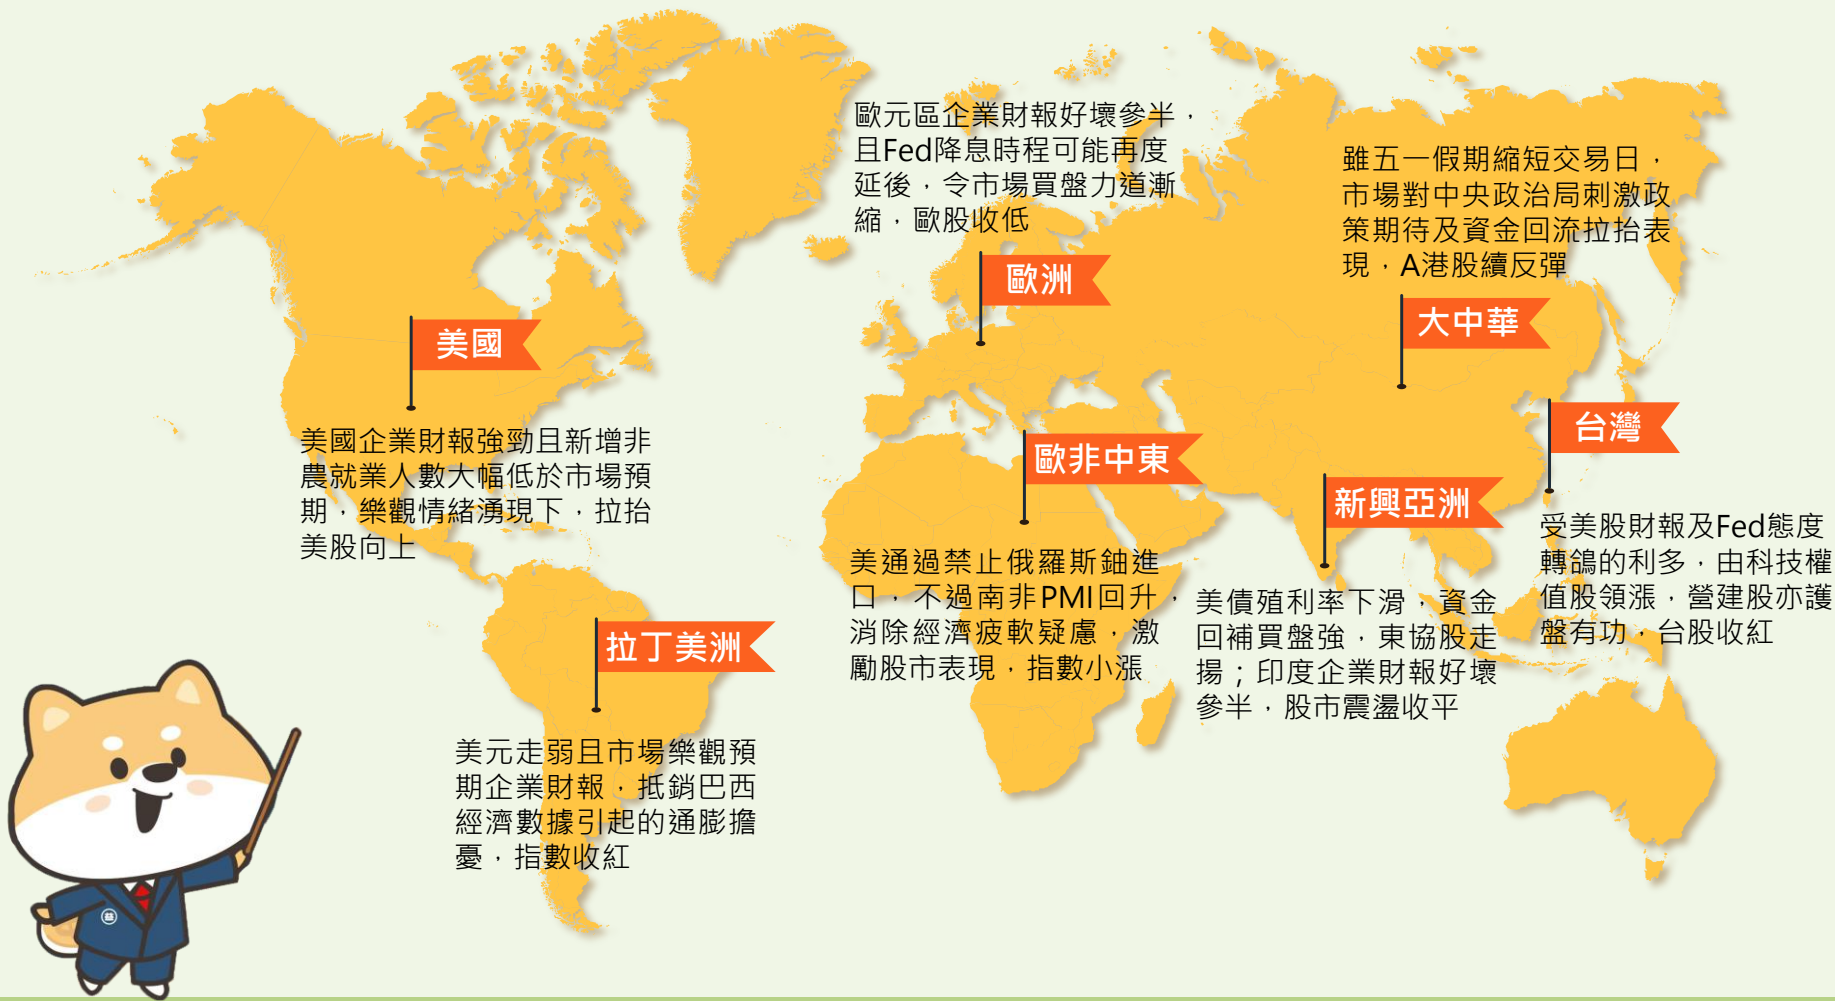 歐元區企業財報好壞參半，
且Fed降息時程可能再度
延後，令市場買盤力道漸
縮，歐股收低
歐洲
雖五一假期縮短交易日，
市場對中央政治局刺激政
策期待及資金回流拉抬表
現，A港股續反彈
大中華
美國
美國企業財報強勁且新增非
農就業人數大幅低於市場預
期，樂觀情緒湧現下，拉抬
美股向上
歐非中東
美通過禁止俄羅斯鈾進
口，不過南非PMI回升，
消除經濟疲軟疑慮，激
勵股市表現，指數小漲
新興亞洲
美債殖利率下滑，資金
回補買盤強，東協股走
揚；印度企業財報好壞
參半，股市震盪收平
台灣
受美股財報及Fed態度
轉鴿的利多，由科技權
值股領漲，營建股亦護
盤有功，台股收紅
拉丁美洲
美元走弱且市場樂觀預
期企業財報，抵銷巴西
經濟數據引起的通膨擔
憂，指數收紅